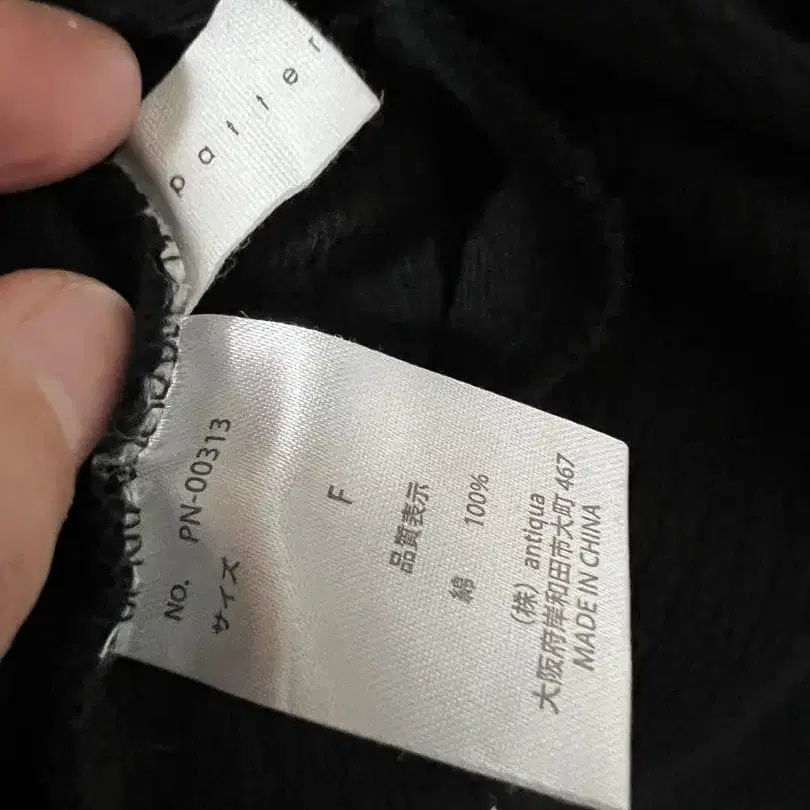 patter
No. PN-00313
サイズ
F
品質表示
綿 100%
(株) antiqua
大阪府岸和田市大町 467
MADE IN CHINA